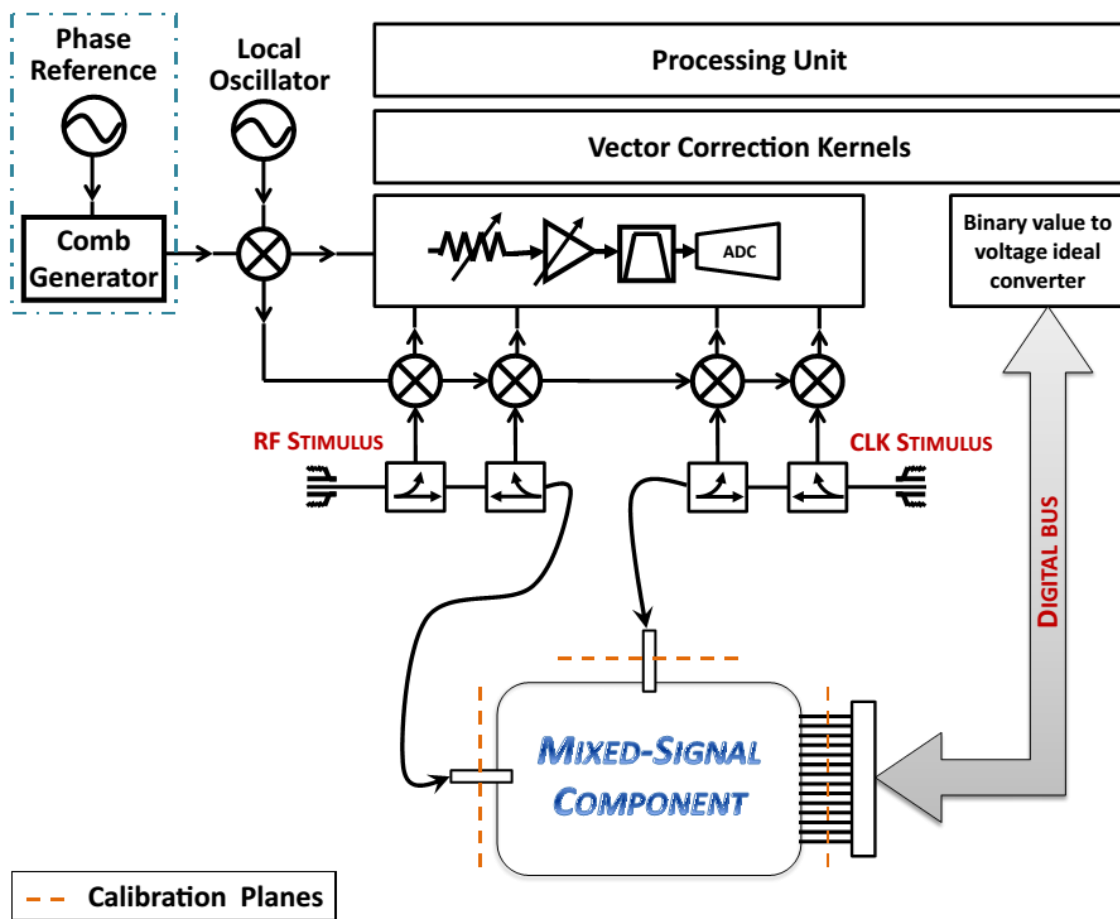 Phase
Reference
Local
Oscillator
Processing Unit
Vector Correction Kernels
Comb
Generator
ADC
Binary value to
voltage ideal
converter
RF STIMULUS
CLK STIMULUS
DIGITAL BUS
MIXED-SIGNAL
COMPONENT
Calibration Planes